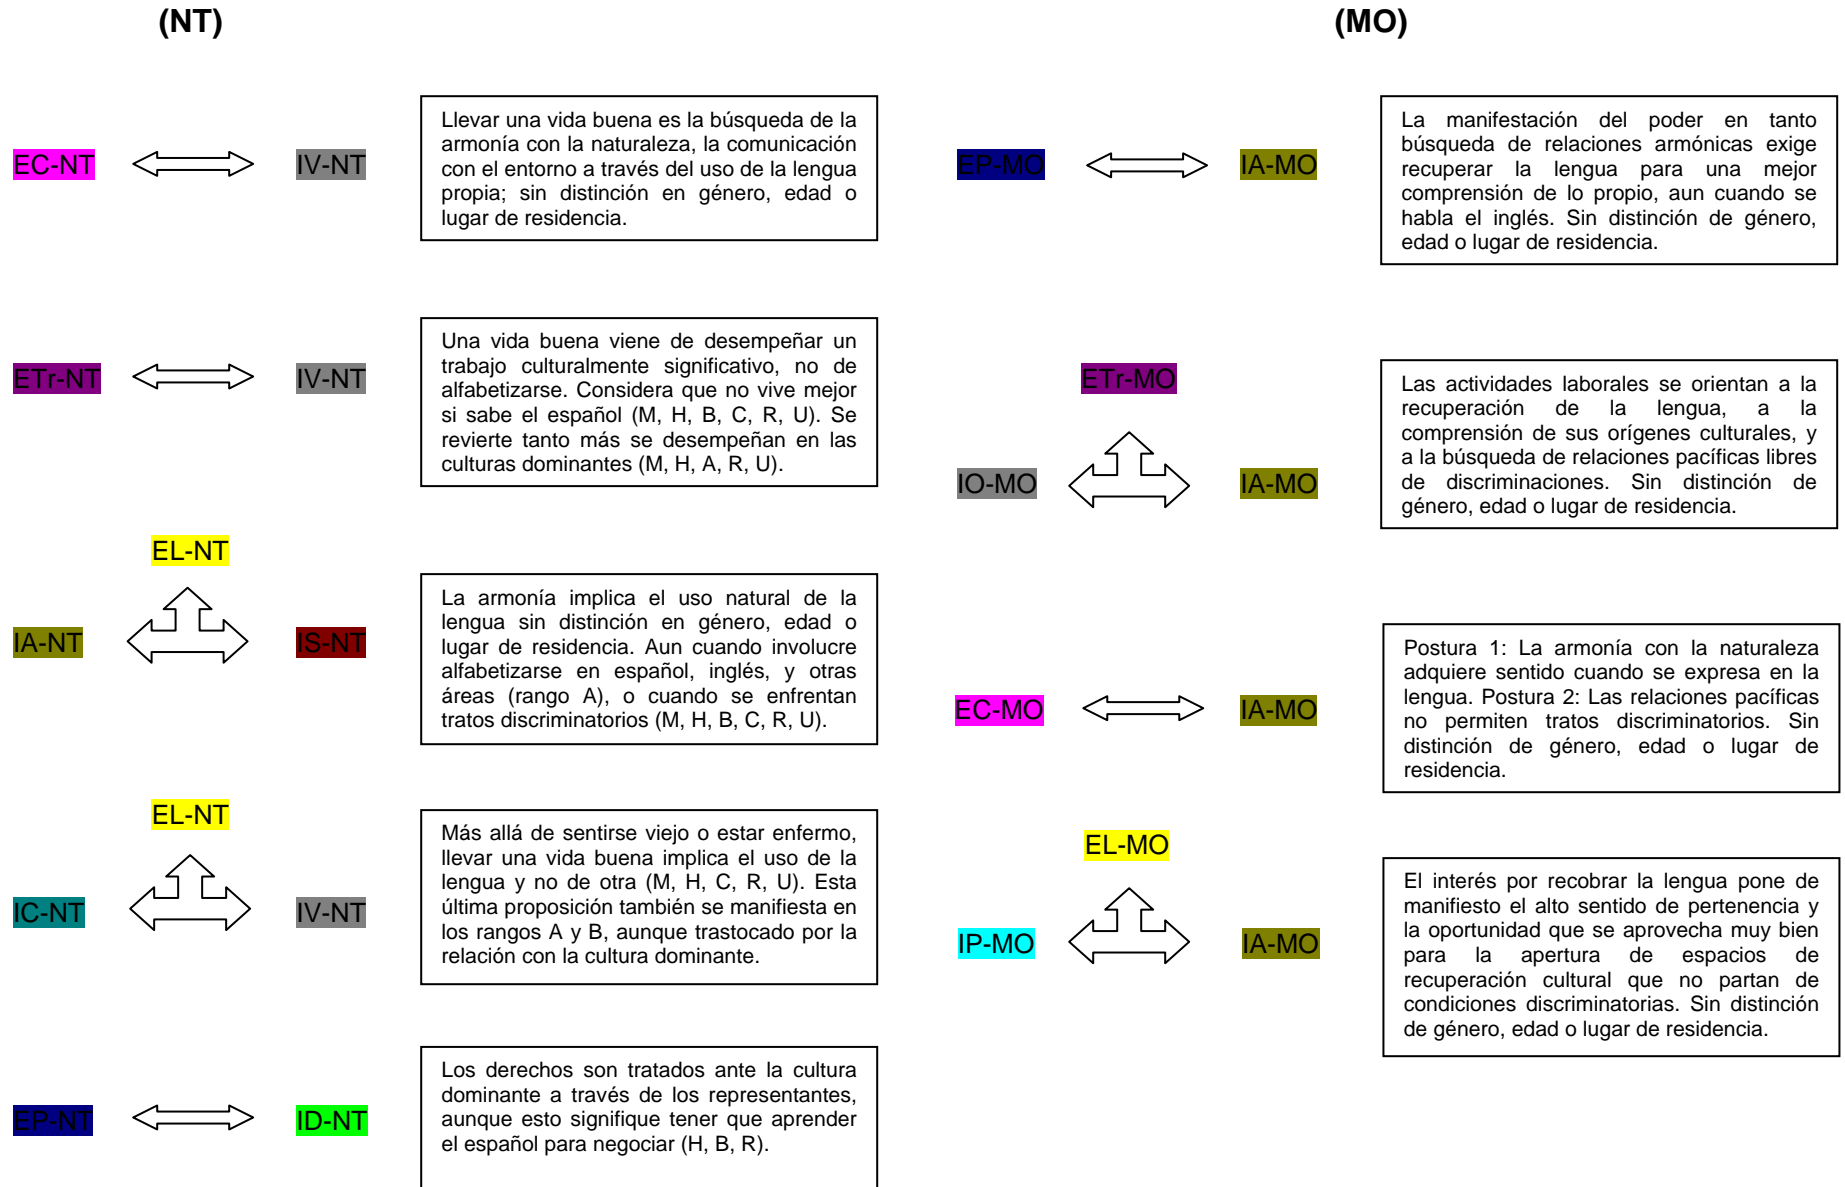 (NT)
EC-NT
IV-NT
Llevar una vida buena es la búsqueda de la
armonía con la naturaleza, la comunicación
con el entorno a través del uso de la lengua
propia; sin distinción en género, edad o
lugar de residencia.
ETr-NT
IV-NT
Una vida buena viene de desempeñar un
trabajo culturalmente significativo, no de
alfabetizarse. Considera que no vive mejor
si sabe el español (M, H, B, C, R, U). Se
revierte tanto más se desempeñan en las
culturas dominantes (M, H, A, R, U).
EL-NT
IA-NT
IS-NT
La armonía implica el uso natural de la
lengua sin distinción en género, edad o
lugar de residencia. Aun cuando involucre
alfabetizarse en español, inglés, y otras
áreas (rango A), o cuando se enfrentan
tratos discriminatorios (M, H, B, C, R, U).
EL-NT
IC-NT
IV-NT
Más allá de sentirse viejo o estar enfermo,
llevar una vida buena implica el uso de la
lengua y no de otra (M, H, C, R, U). Esta
última proposición también se manifiesta en
los rangos A y B, aunque trastocado por la
relación con la cultura dominante.
EP-NT
ID-NT
Los derechos son tratados ante la cultura
dominante a través de los representantes,
aunque esto signifique tener que aprender
el español para negociar (H, B, R).
(MO)
EP-MO
IA-MO
La manifestación del poder en tanto
búsqueda de relaciones armónicas exige
recuperar la lengua para una mejor
comprensión de lo propio, aun cuando se
habla el inglés. Sin distinción de género,
edad o lugar de residencia.
ETr-MO
IO-MO
IA-MO
Las actividades laborales se orientan a la
recuperación de la lengua, a la
comprensión de sus orígenes culturales, y
a la búsqueda de relaciones pacíficas libres
de discriminaciones. Sin distinción de
género, edad o lugar de residencia.
EC-MO
IA-MO
Postura 1: La armonía con la naturaleza
adquiere sentido cuando se expresa en la
lengua. Postura 2: Las relaciones pacíficas
no permiten tratos discriminatorios. Sin
distinción de género, edad o lugar de
residencia.
EL-MO
IP-MO
IA-MO
El interés por recobrar la lengua pone de
manifiesto el alto sentido de pertenencia y
la oportunidad que se aprovecha muy bien
para la apertura de espacios de
recuperación cultural que no partan de
condiciones discriminatorias. Sin distinción
de género, edad o lugar de residencia.